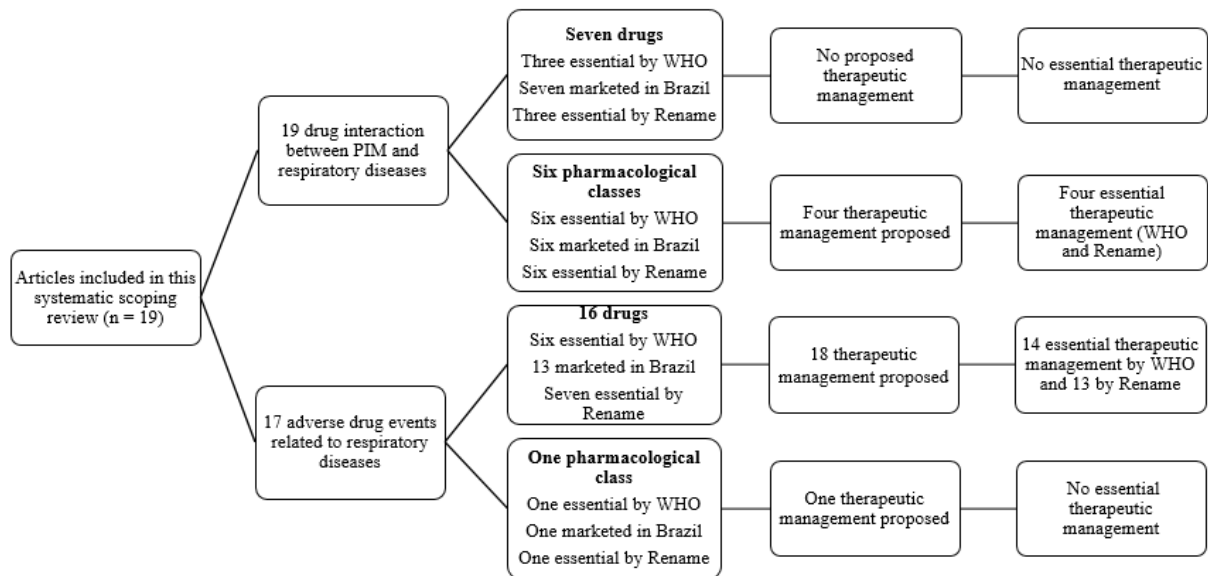 Articles included in this
systematic scoping
review (n = 19)
19 drug interaction
between PIM and
respiratory diseases
Seven drugs
Three essential by WHO
Seven marketed in Brazil
Three essential by Rename
No proposed
therapeutic
management
No essential therapeutic
management
Six pharmacological
classes
Six essential by WHO
Six marketed in Brazil
Six essential by Rename
Four therapeutic
management proposed
Four essential
therapeutic
management (WHO
and Rename)
17 adverse drug events
related to respiratory
diseases
16 drugs
Six essential by WHO
13 marketed in Brazil
Seven essential by
Rename
18 therapeutic
management proposed
14 essential therapeutic
management by WHO
and 13 by Rename
One pharmacological
class
One essential by WHO
One marketed in Brazil
One essential by Rename
One therapeutic
management proposed
No essential
therapeutic
management